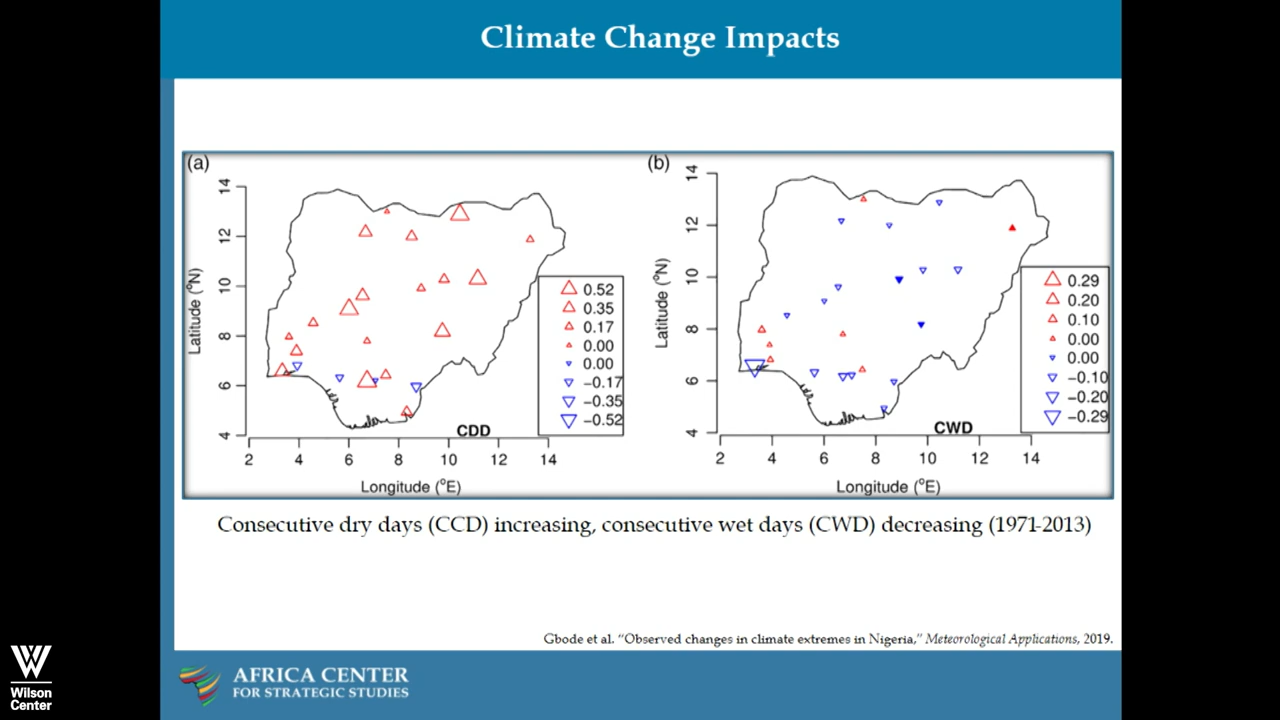 Climate Change Impacts
(a)
14
12
10
8
6
4
Latitude (°N)
2 4 6 8 10 12 14
Longitude (°E)
CDD
0.52
0.35
0.17
0.00
0.00
−0.17
−0.35
−0.52
(b)
14
12
10
8
6
4
Latitude (°N)
2 4 6 8 10 12 14
Longitude (°E)
CWD
0.29
0.20
0.10
0.00
0.00
−0.10
−0.20
−0.29
Consecutive dry days (CCD) increasing, consecutive wet days (CWD) decreasing (1971-2013)
Gbode et al. “Observed changes in climate extremes in Nigeria,” Meteorological Applications, 2019.
W
Wilson
Center
AFRICA CENTER
FOR STRATEGIC STUDIES